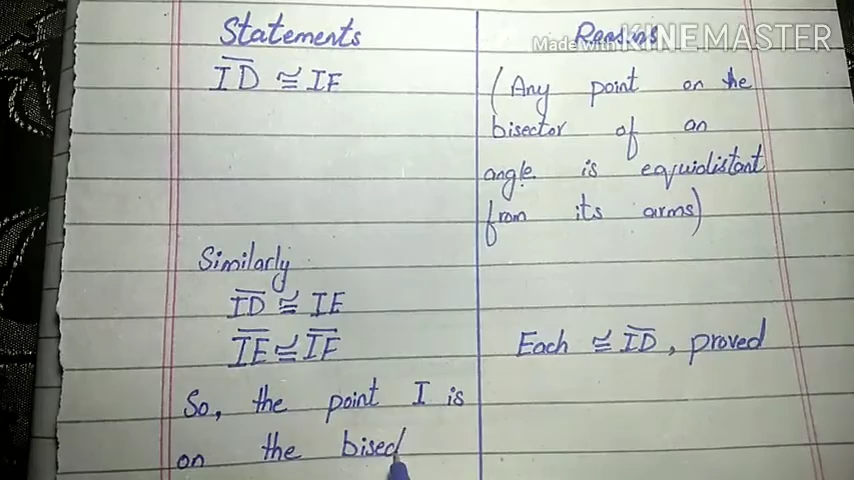 Statements
Reasons
Made with KINEMASTER
ID ≅ IF
(Any point on the
bisector of an
angle is equidistant
from its arms)
Similarly
ID ≅ IE
IE ≅ IF
Each ≅ ID, proved
So, the point I is
on the bisec